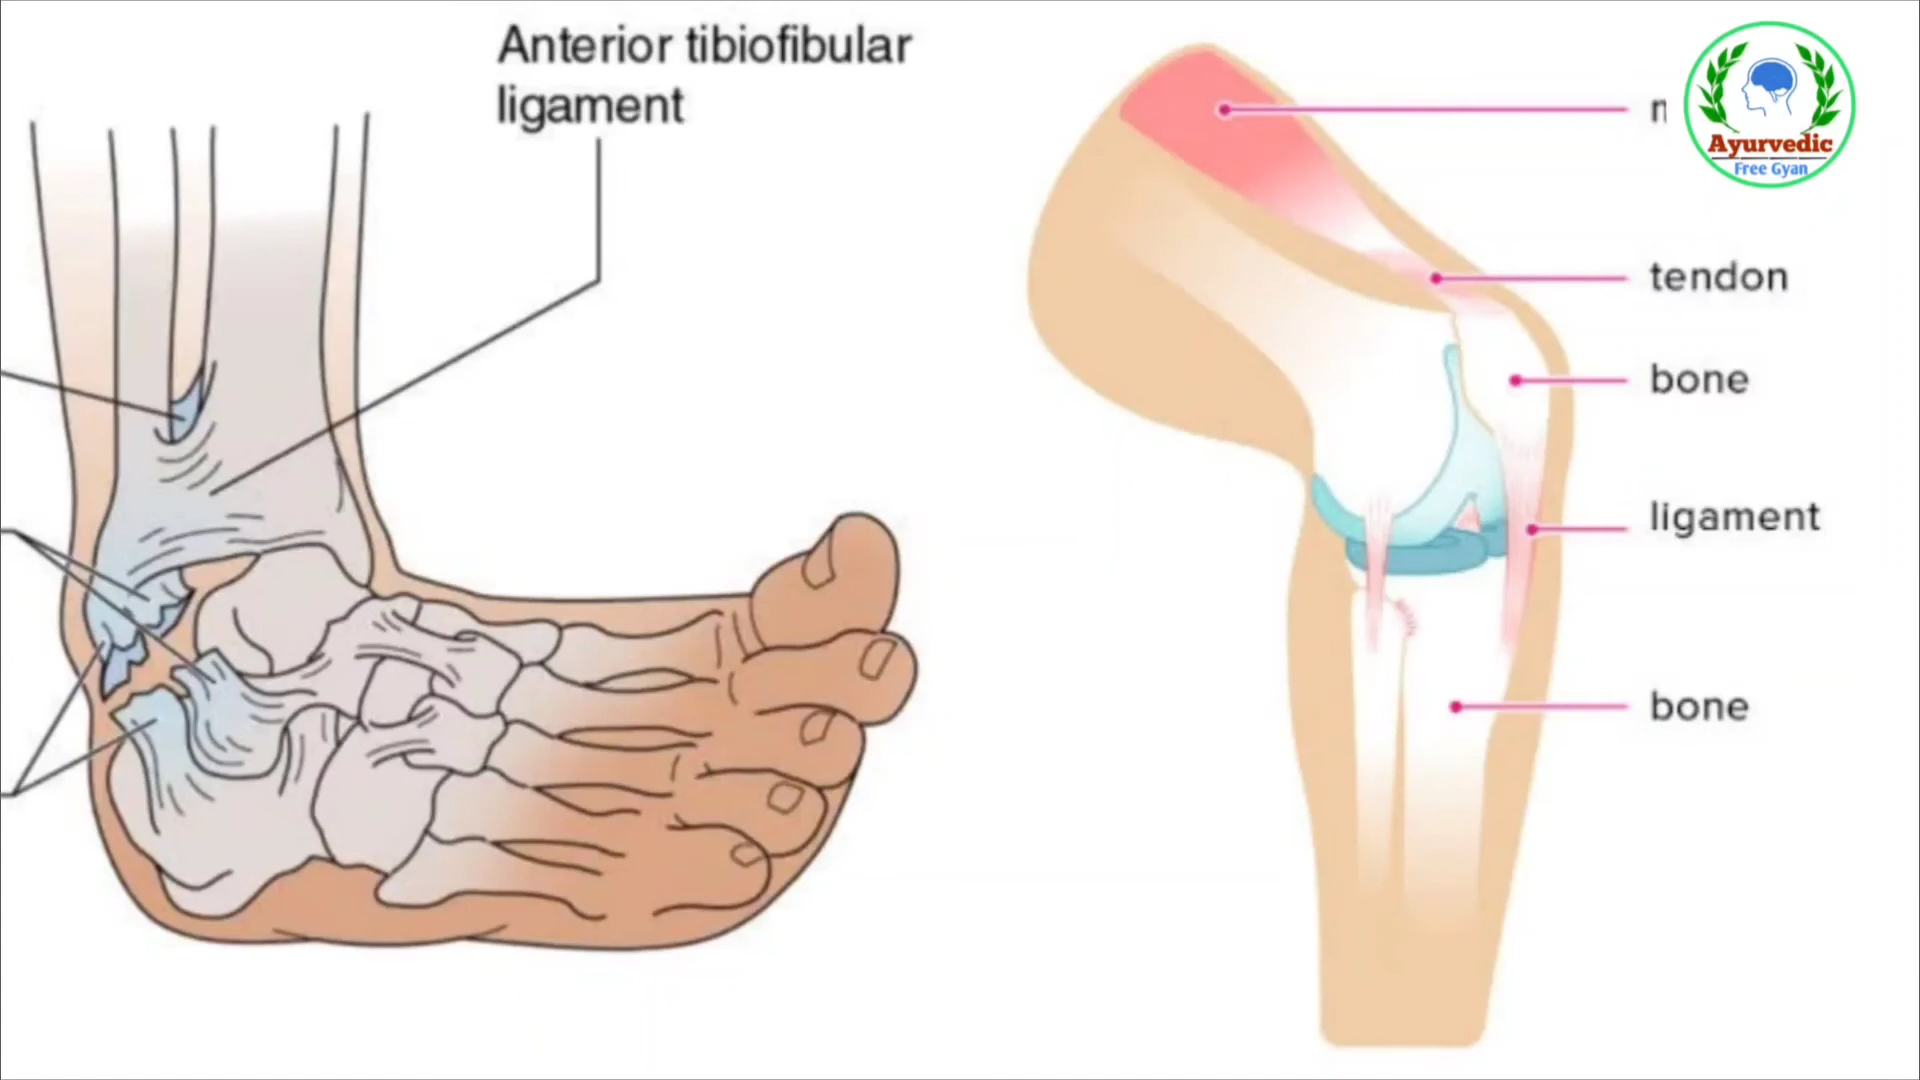 Anterior tibiofibular
ligament
Ayurvedic
Free Gyan
tendon
bone
ligament
bone